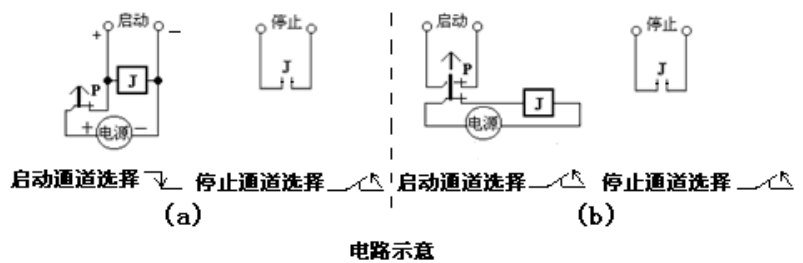 启动 停止 启动 停止
+ −
J J J
P P
J J
+ 电源 − 电源
启动通道选择 停止通道选择 启动通道选择 停止通道选择
(a) (b)
电路示意